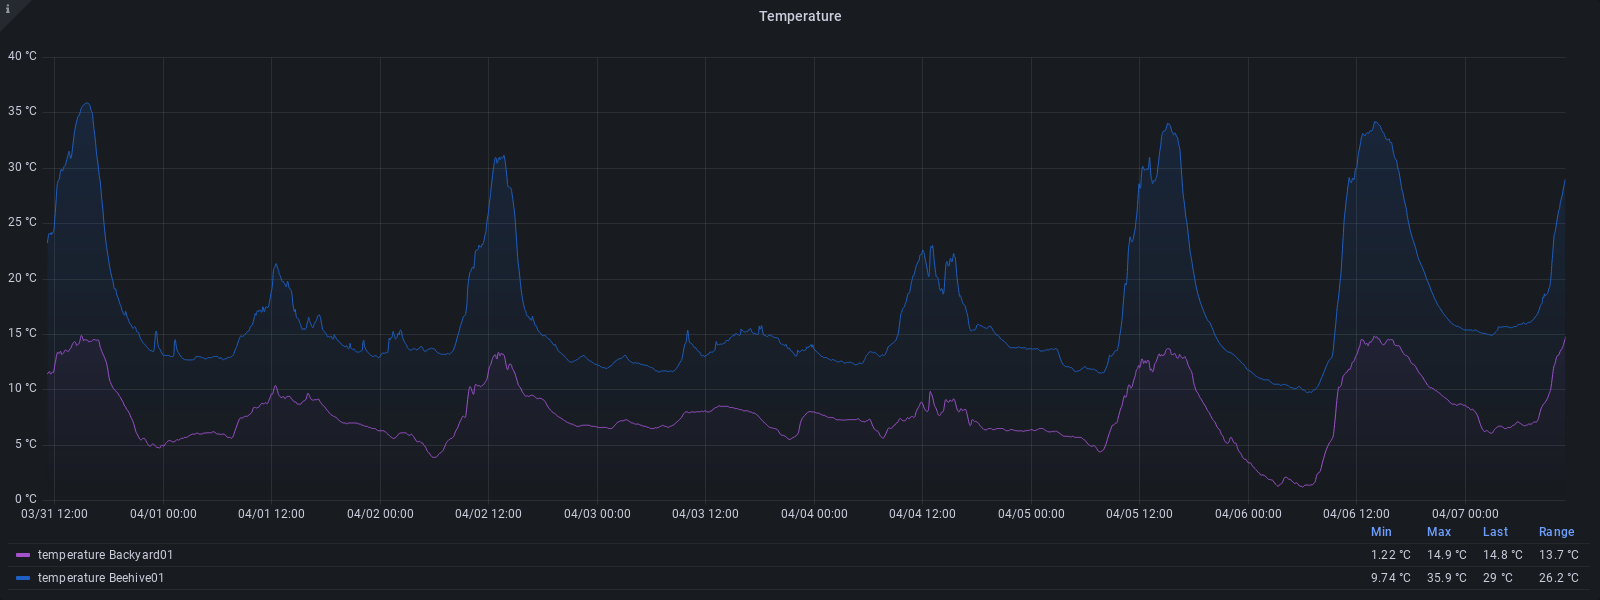 i
Temperature
40 °C
35 °C
30 °C
25 °C
20 °C
15 °C
10 °C
5 °C
0 °C
03/31 12:00 04/01 00:00 04/01 12:00 04/02 00:00 04/02 12:00 04/03 00:00 04/03 12:00 04/04 00:00 04/04 12:00 04/05 00:00 04/05 12:00 04/06 00:00 04/06 12:00 04/07 00:00
Min Max Last Range
temperature Backyard01 1.22 °C 14.9 °C 14.8 °C 13.7 °C
temperature Beehive01 9.74 °C 35.9 °C 29 °C 26.2 °C